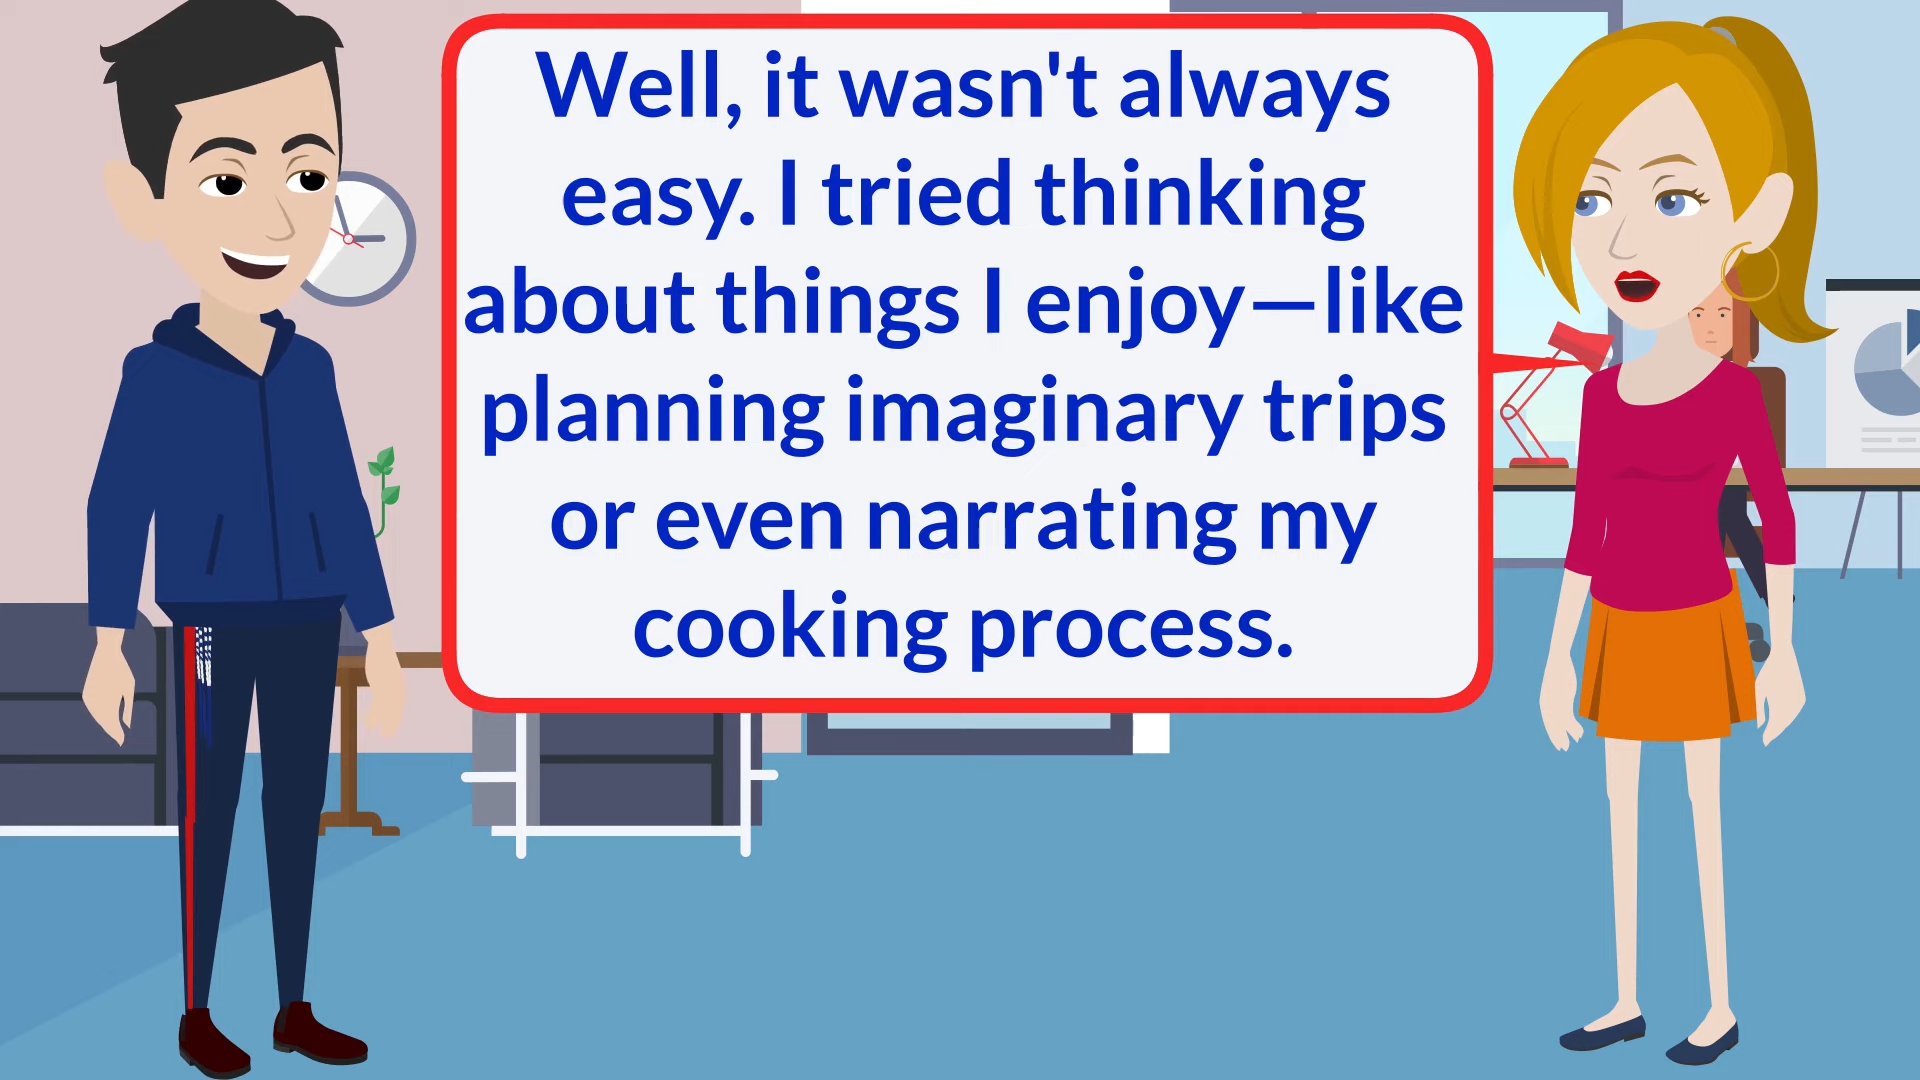 Well, it wasn't always
easy. I tried thinking
about things I enjoy—like
planning imaginary trips
or even narrating my
cooking process.